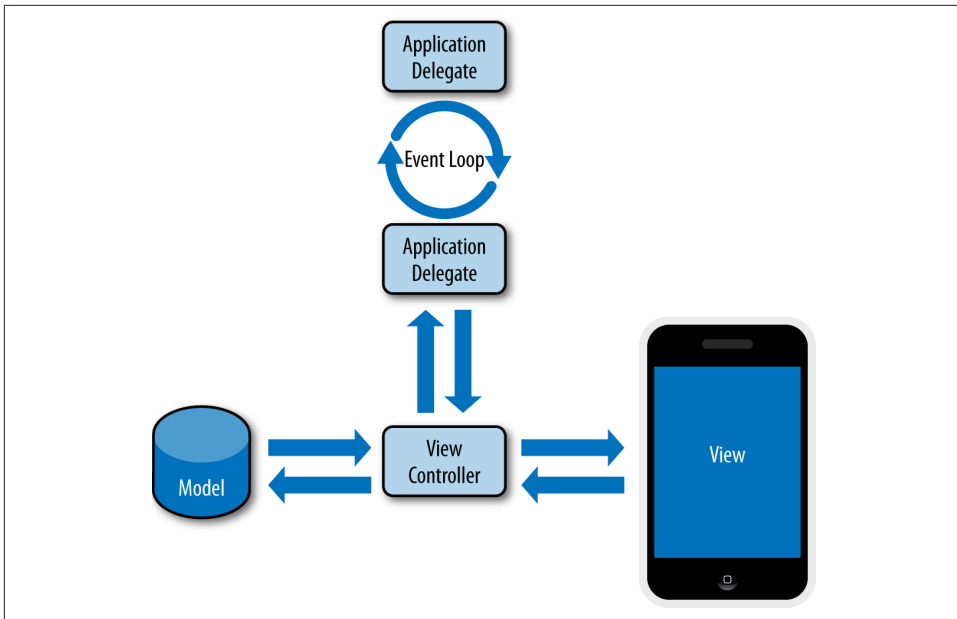 Application
Delegate
Event Loop
Application
Delegate
Model
View
Controller
View